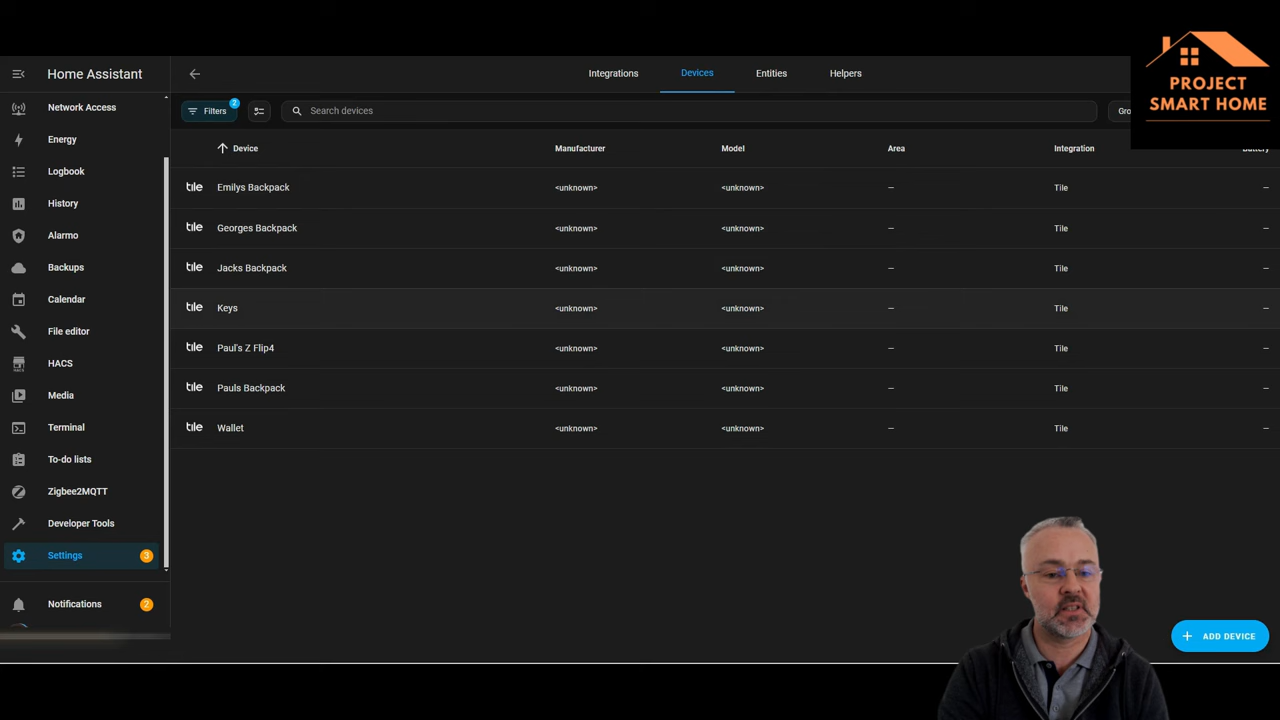 Home Assistant
Integrations
Devices
Entities
Helpers
PROJECT
SMART HOME
Network Access
Energy
Logbook
History
Alarmo
Backups
Calendar
File editor
HACS
Media
Terminal
To-do lists
Zigbee2MQTT
Developer Tools
Settings 3
Notifications 2
Filters 2
Search devices
Gro
Device Manufacturer Model Area Integration Battery
tile Emilys Backpack <unknown> <unknown> — Tile —
tile Georges Backpack <unknown> <unknown> — Tile —
tile Jacks Backpack <unknown> <unknown> — Tile —
tile Keys <unknown> <unknown> — Tile —
tile Paul's Z Flip4 <unknown> <unknown> — Tile —
tile Pauls Backpack <unknown> <unknown> — Tile —
tile Wallet <unknown> <unknown> — Tile —
+ ADD DEVICE